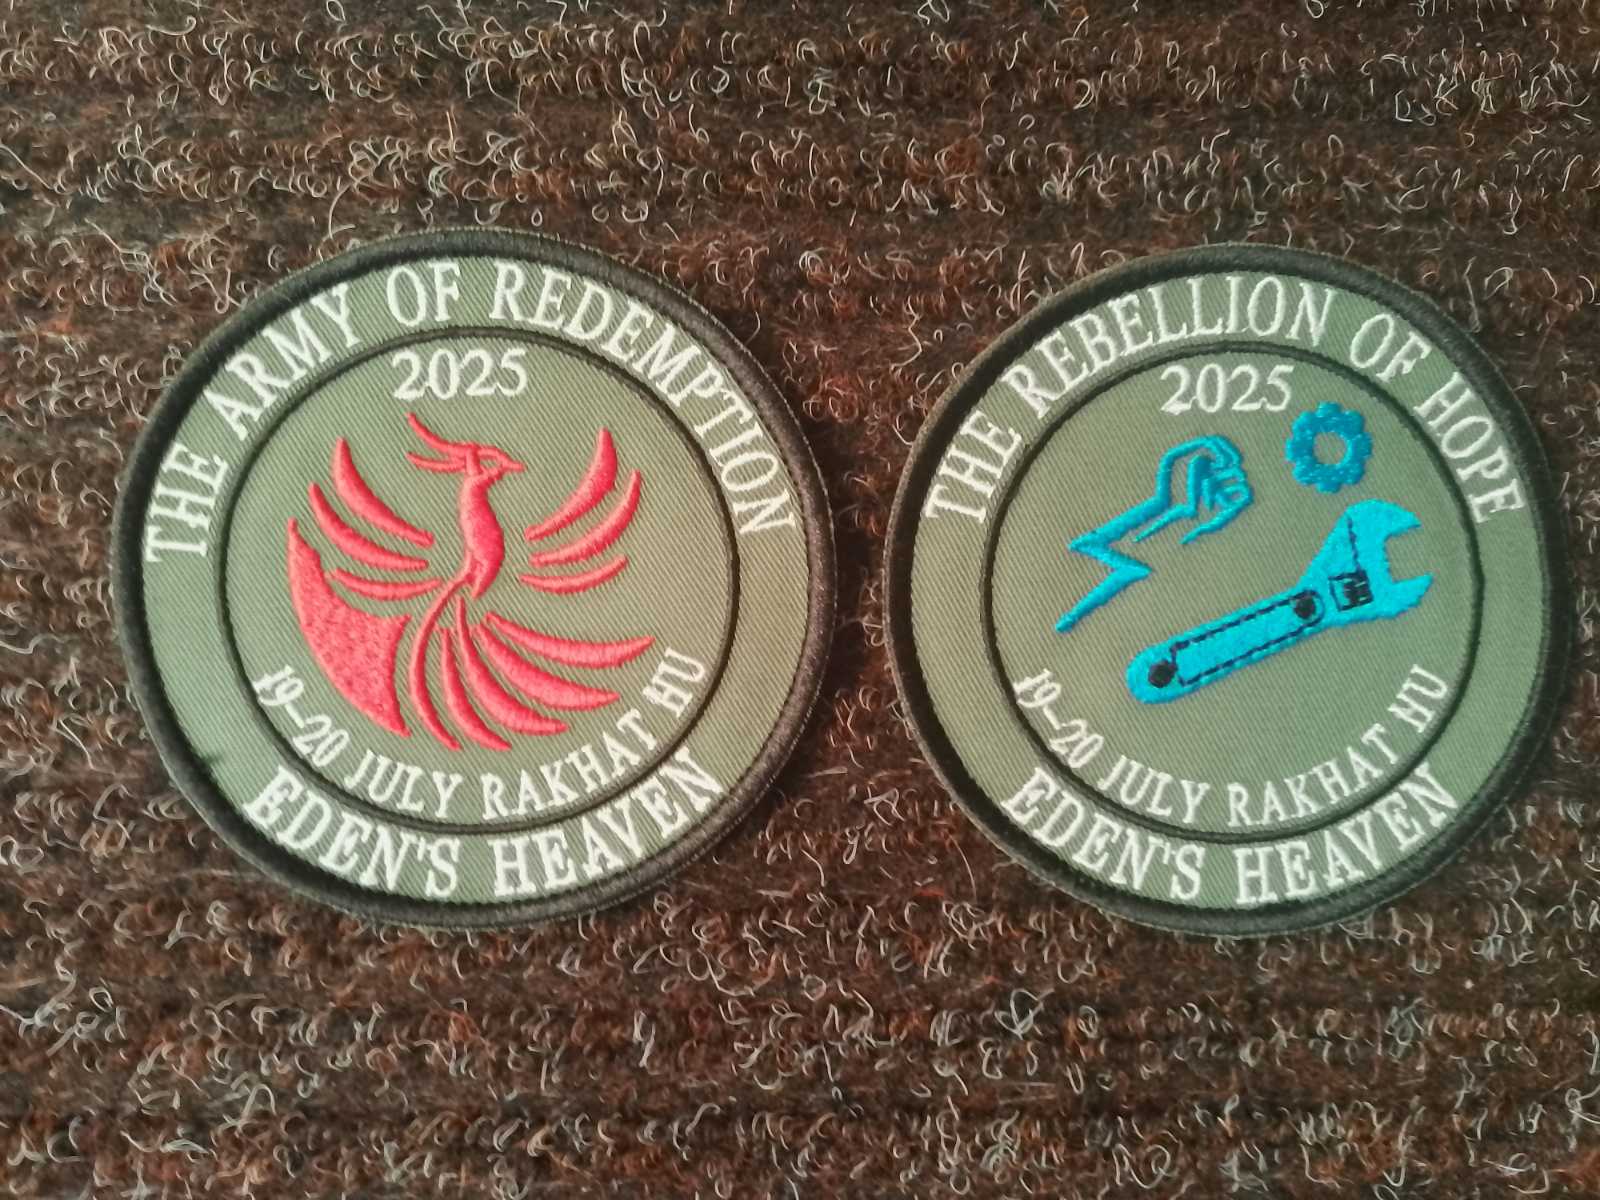 THE ARMY OF REDEMPTION
2025
19-20 JULY RAKHAT HU
EDEN'S HEAVEN
THE REBELLION OF HOPE
2025
19-20 JULY RAKHAT HU
EDEN'S HEAVEN